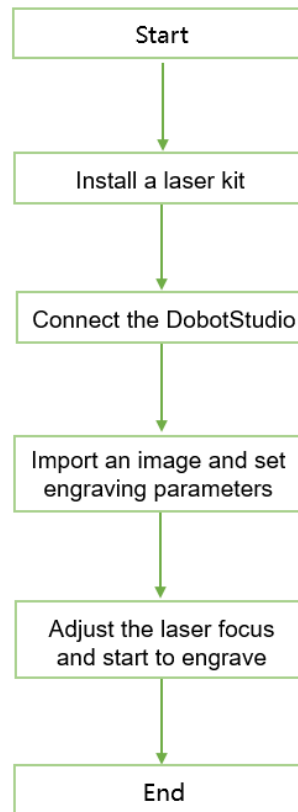 Start
Install a laser kit
Connect the DobotStudio
Import an image and set
engraving parameters
Adjust the laser focus
and start to engrave
End